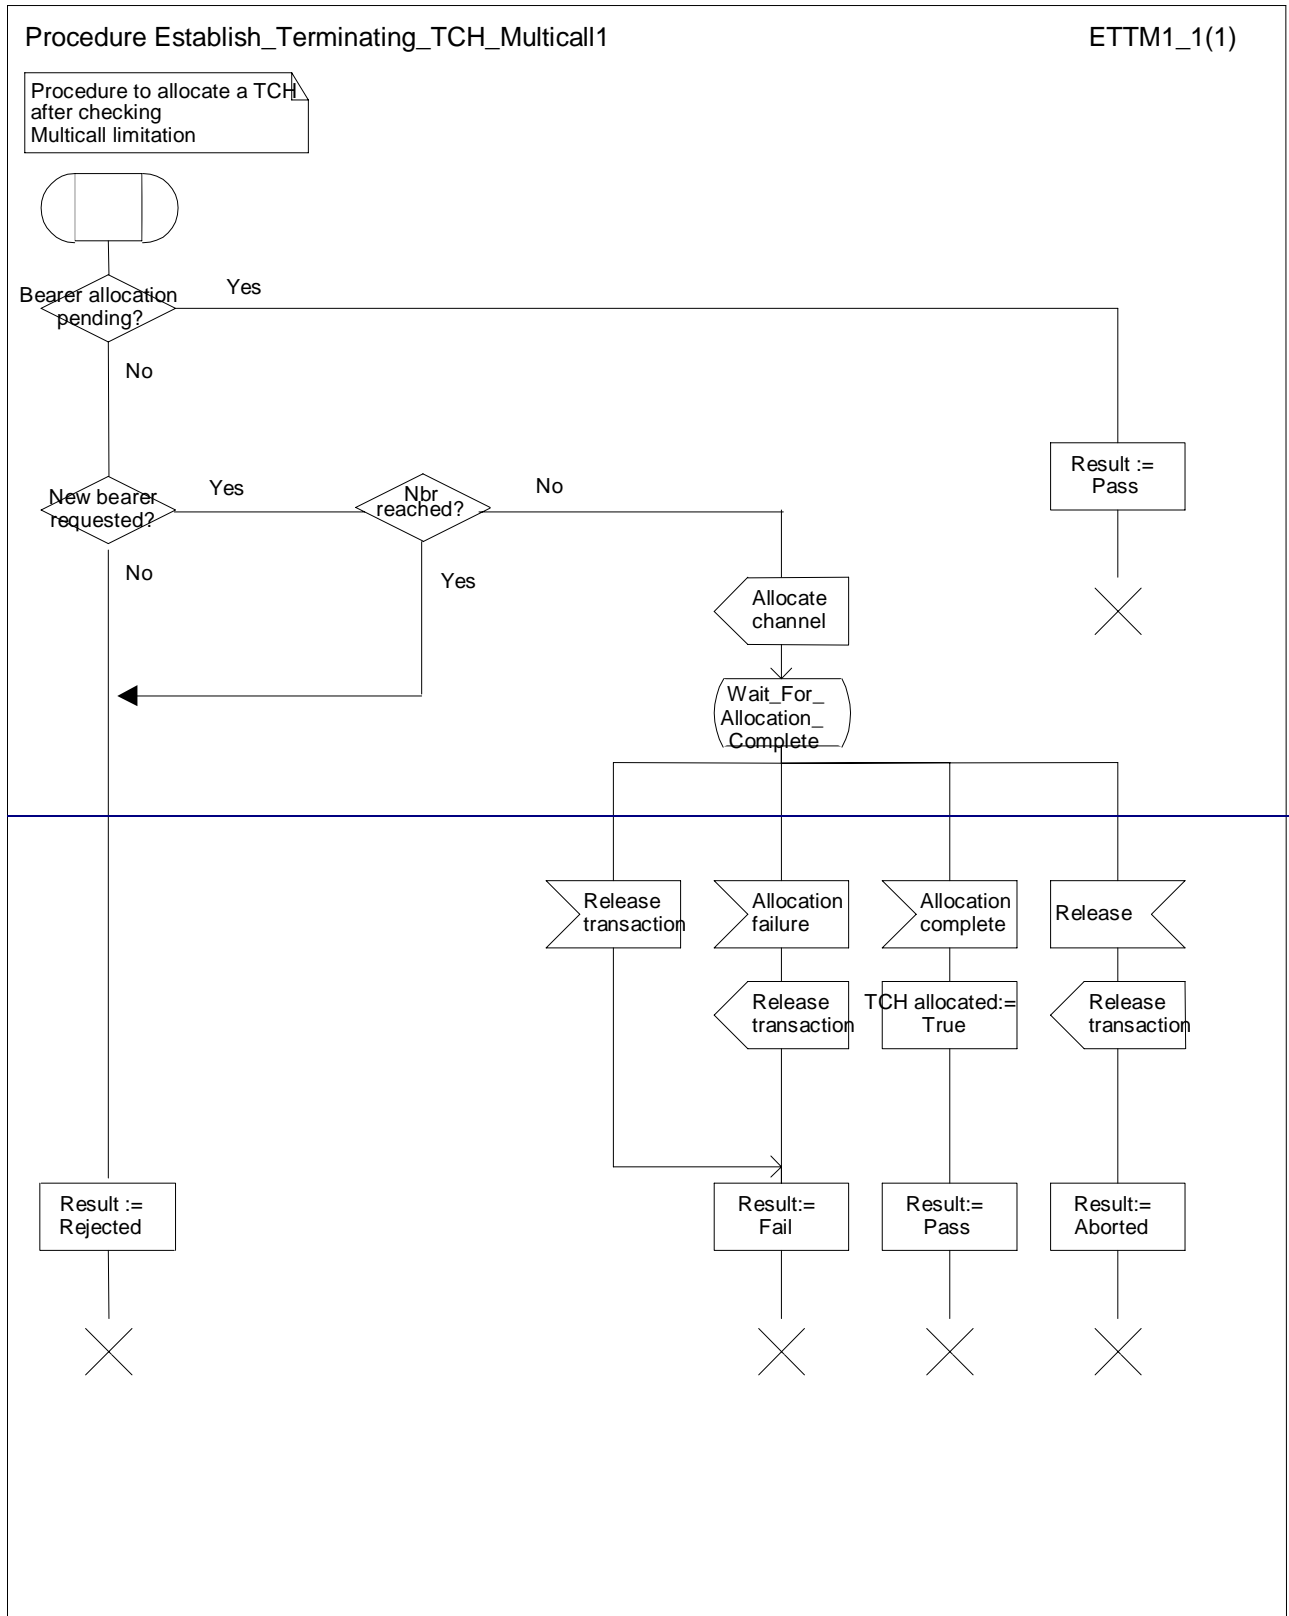 Procedure Establish_Terminating_TCH_Multicall1
ETTM1_1(1)
Procedure to allocate a TCH
after checking
Multicall limitation
Bearer allocation
pending?
Yes
No
New bearer
requested?
Yes
No
Nbr
reached?
No
Yes
Result :=
Pass
Allocate
channel
Wait_For_
Allocation_
Complete
Release
transaction
Allocation
failure
Allocation
complete
Release
Release
transaction
TCH allocated:=
True
Release
transaction
Result :=
Rejected
Result:=
Fail
Result:=
Pass
Result:=
Aborted